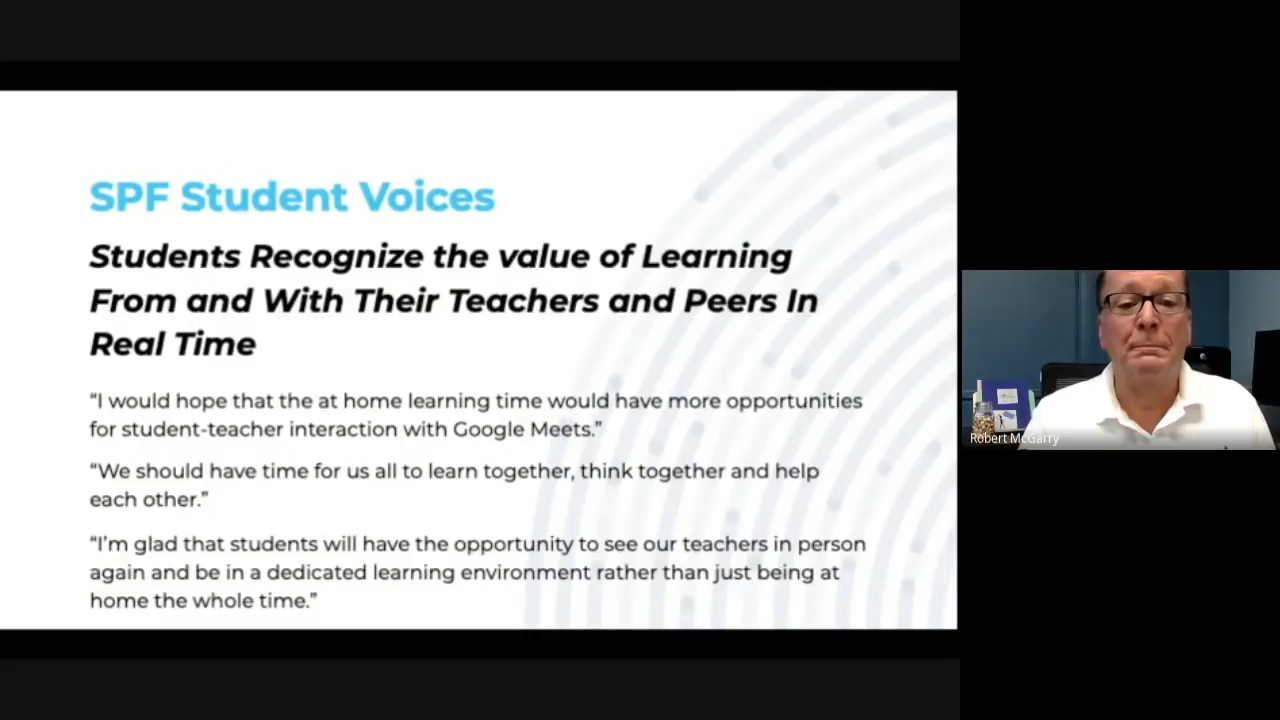 SPF Student Voices
Students Recognize the value of Learning
From and With Their Teachers and Peers In
Real Time
“I would hope that the at home learning time would have more opportunities
for student-teacher interaction with Google Meets.”
“We should have time for us all to learn together, think together and help
each other.”
“I’m glad that students will have the opportunity to see our teachers in person
again and be in a dedicated learning environment rather than just being at
home the whole time.”
Robert McGarry